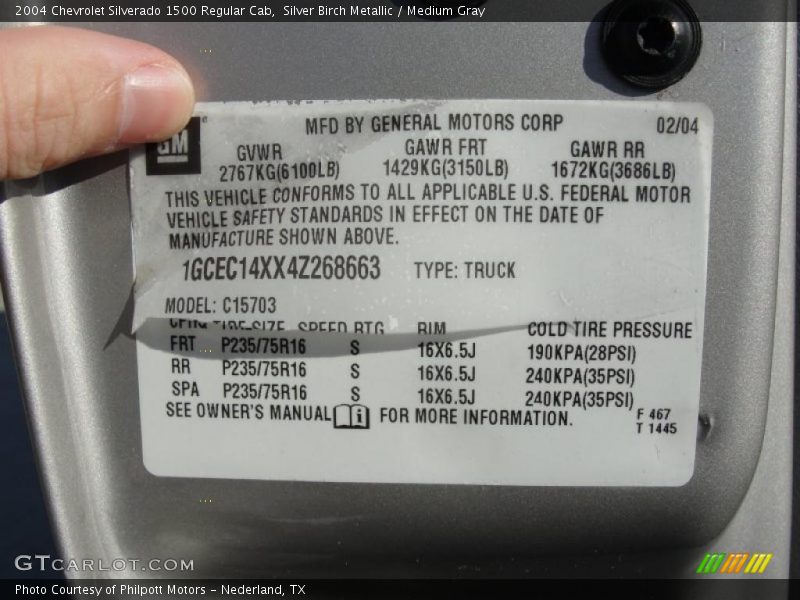 2004 Chevrolet Silverado 1500 Regular Cab,  Silver Birch Metallic / Medium Gray
GM
MFD BY GENERAL MOTORS CORP 02/04
GVWR GAWR FRT GAWR RR
2767KG(6100LB) 1429KG(3150LB) 1672KG(3686LB)
THIS VEHICLE CONFORMS TO ALL APPLICABLE U.S. FEDERAL MOTOR
VEHICLE SAFETY STANDARDS IN EFFECT ON THE DATE OF
MANUFACTURE SHOWN ABOVE.
1GCEC14XX4Z268663 TYPE: TRUCK
MODEL: C15703
TIRE SIZE SPEED RTG RIM COLD TIRE PRESSURE
FRT P235/75R16 S 16X6.5J 190KPA(28PSI)
RR P235/75R16 S 16X6.5J 240KPA(35PSI)
SPA P235/75R16 S 16X6.5J 240KPA(35PSI)
SEE OWNER'S MANUAL FOR MORE INFORMATION.
F 467
T 1445
GTCARLOT.COM
Photo Courtesy of Philpott Motors – Nederland, TX